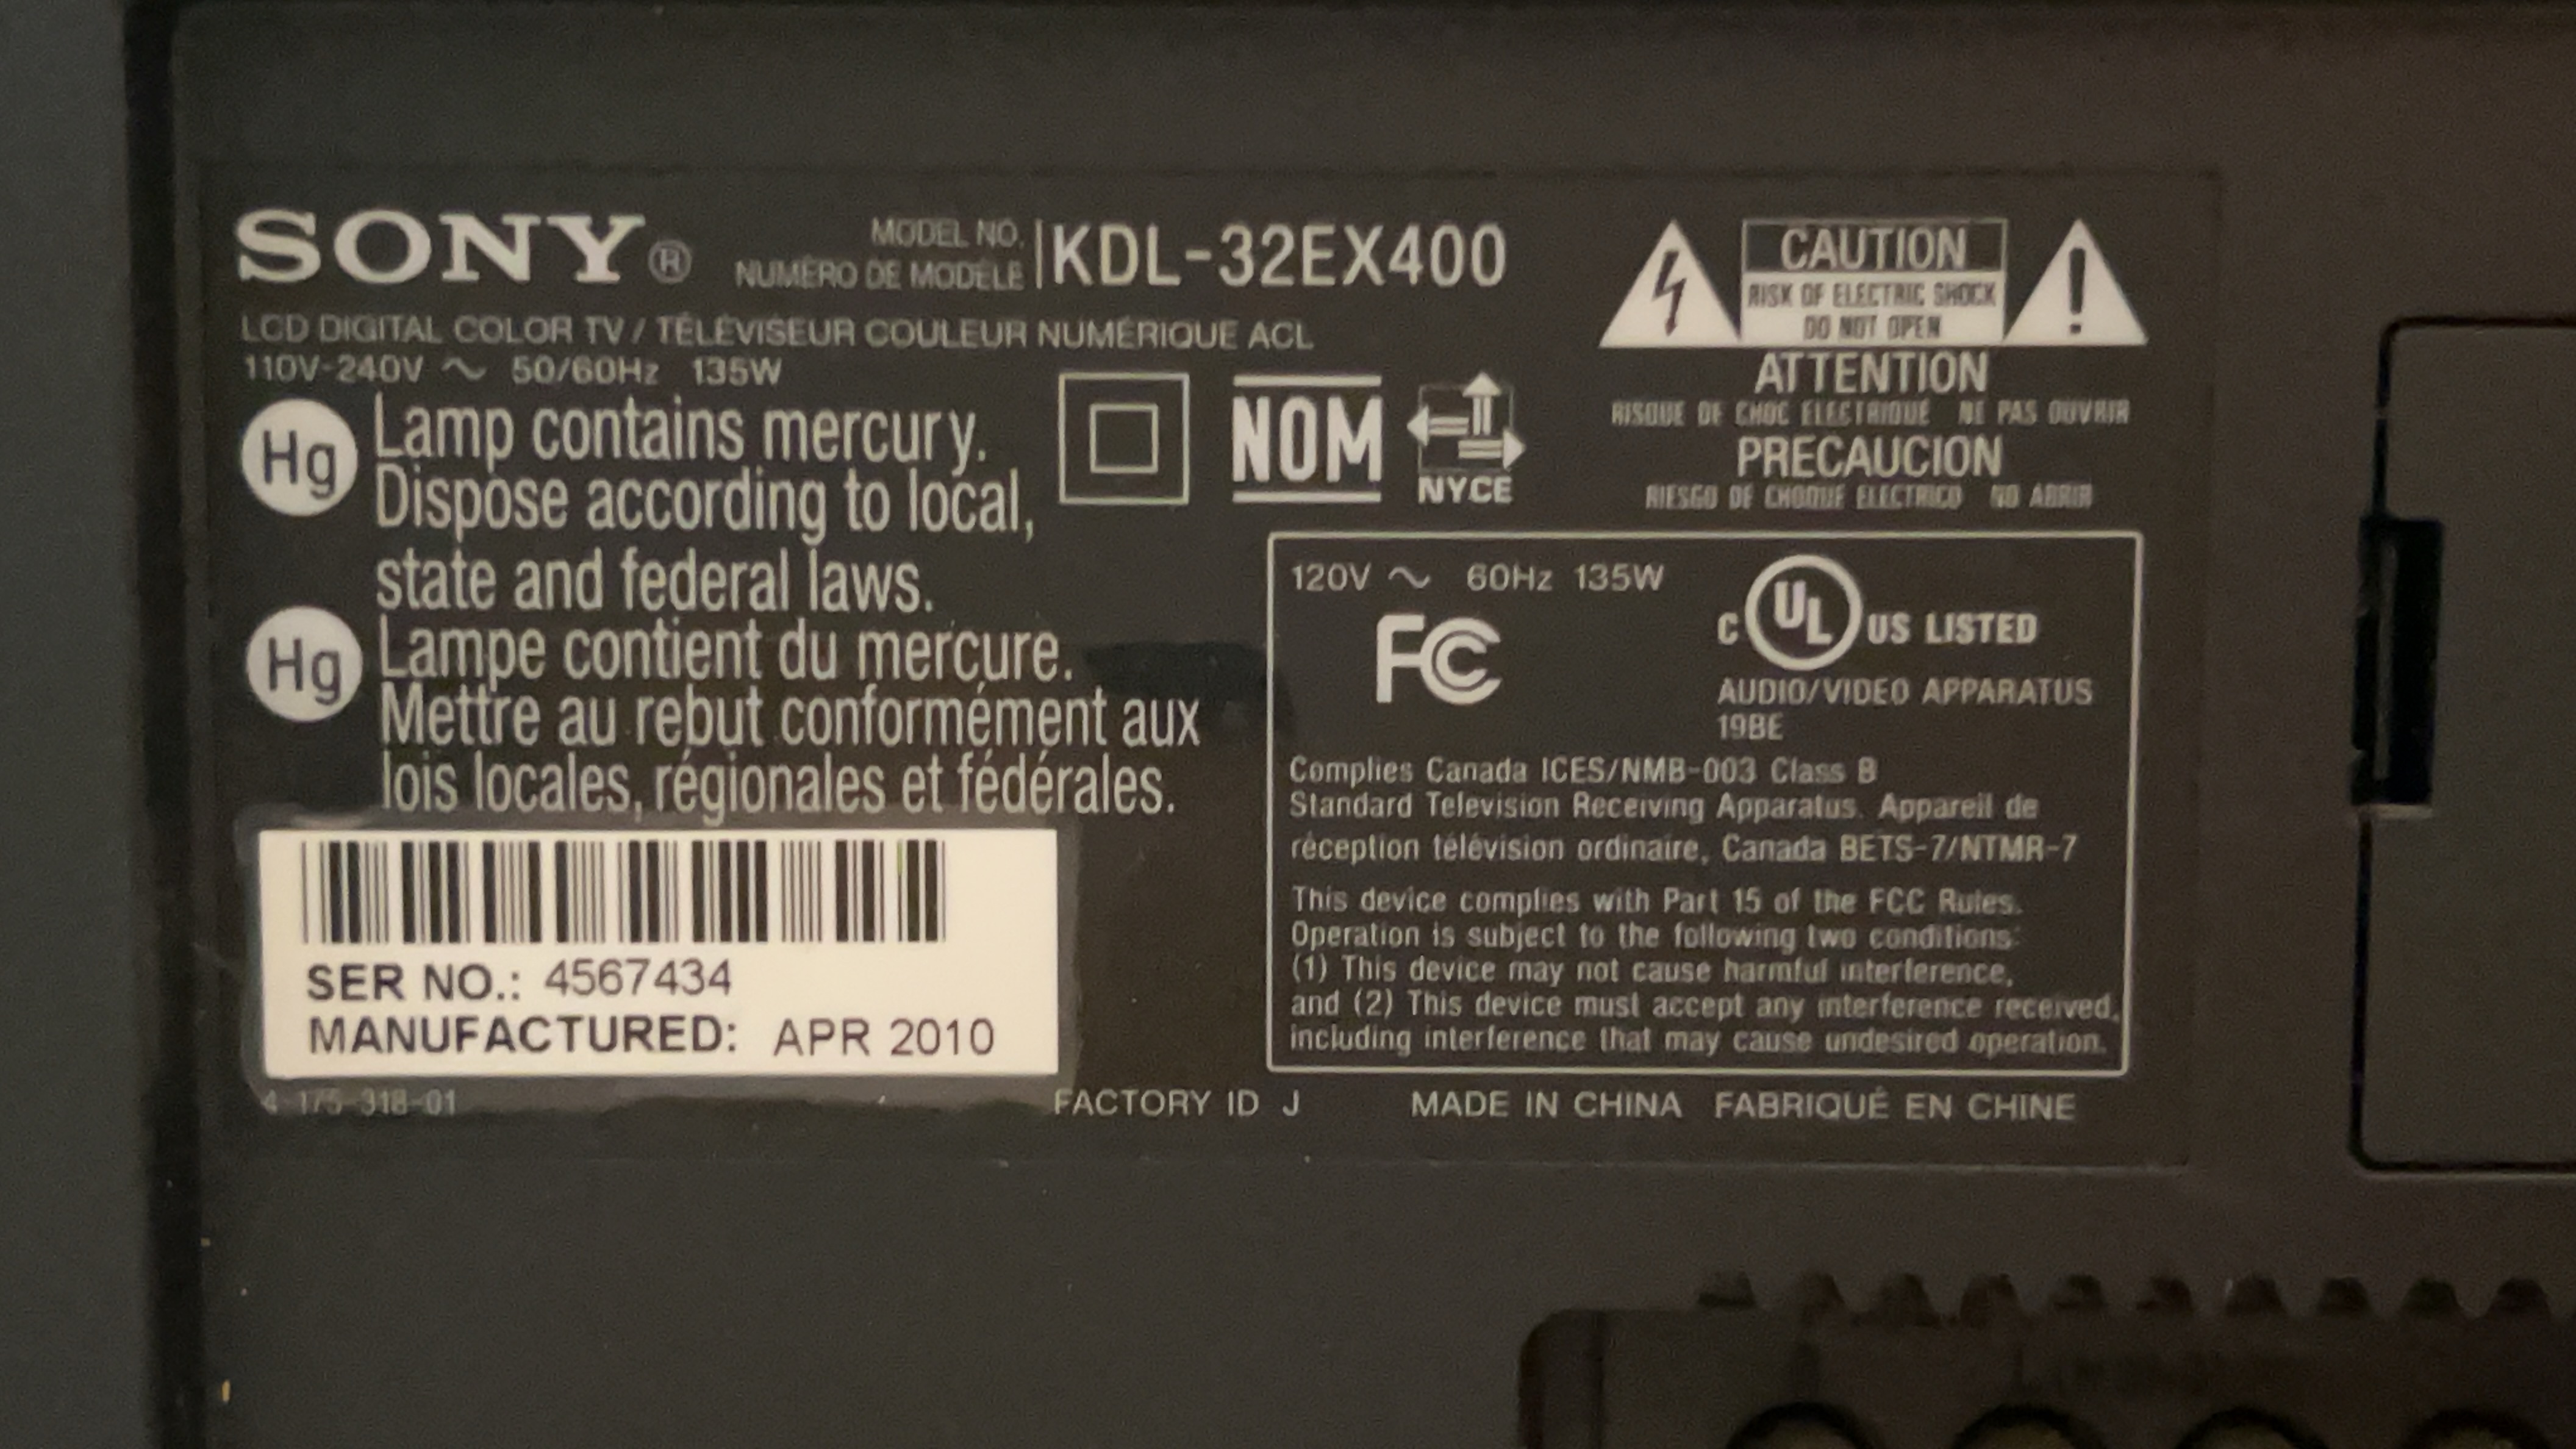 SONY®
MODEL NO.
NUMÉRO DE MODÈLE
KDL-32EX400
LCD DIGITAL COLOR TV / TÉLÉVISEUR COULEUR NUMÉRIQUE ACL
110V-240V ~ 50/60Hz 135W
Hg
Lamp contains mercury.
Dispose according to local,
state and federal laws.
Hg
Lampe contient du mercure.
Mettre au rebut conformément aux
lois locales, régionales et fédérales.
NOM
NYCE
CAUTION
RISK OF ELECTRIC SHOCK
DO NOT OPEN
ATTENTION
RISQUE DE CHOC ELECTRIQUE NE PAS OUVRIR
PRECAUCION
RIESGO DE CHOQUE ELECTRICO NO ABRIR
120V ~ 60Hz 135W
FC
C UL US LISTED
AUDIO/VIDEO APPARATUS
19BE
Complies Canada ICES/NMB-003 Class B
Standard Television Receiving Apparatus. Appareil de
réception télévision ordinaire, Canada BETS-7/NTMR-7
This device complies with Part 15 of the FCC Rules.
Operation is subject to the following two conditions:
(1) This device may not cause harmful interference,
and (2) This device must accept any interference received,
including interference that may cause undesired operation.
SER NO.: 4567434
MANUFACTURED: APR 2010
4-175-318-01
FACTORY ID J
MADE IN CHINA FABRIQUÉ EN CHINE